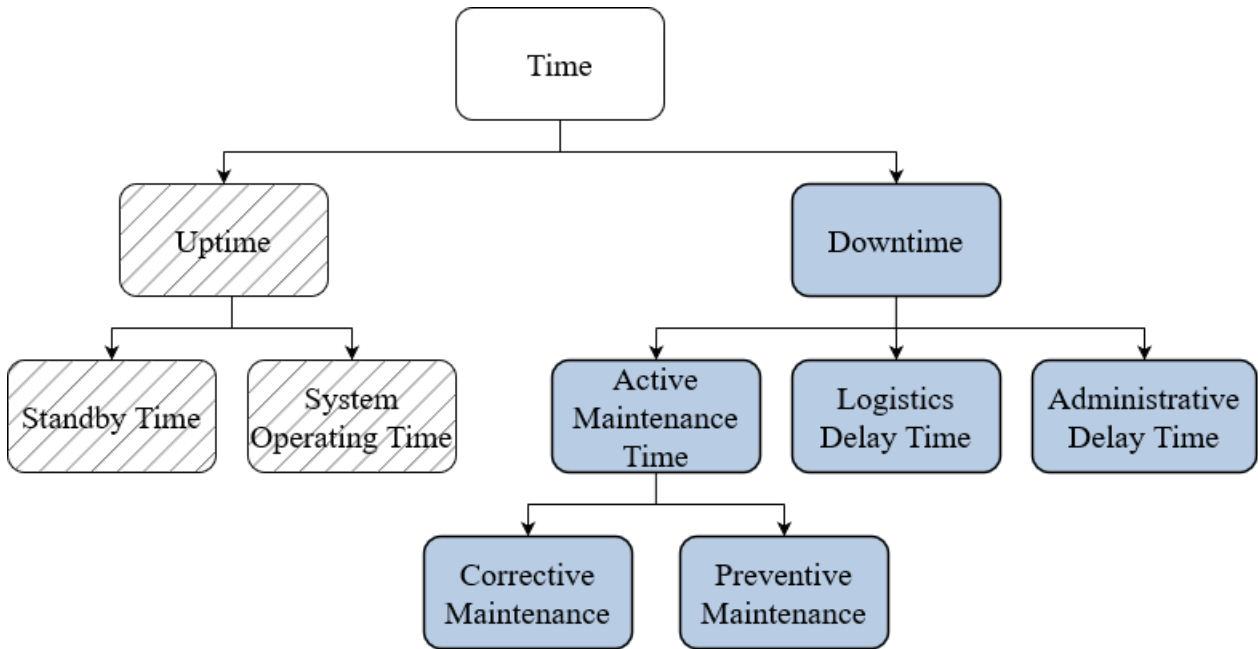 Time
Uptime
Downtime
Standby Time
System
Operating Time
Active
Maintenance
Time
Logistics
Delay Time
Administrative
Delay Time
Corrective
Maintenance
Preventive
Maintenance